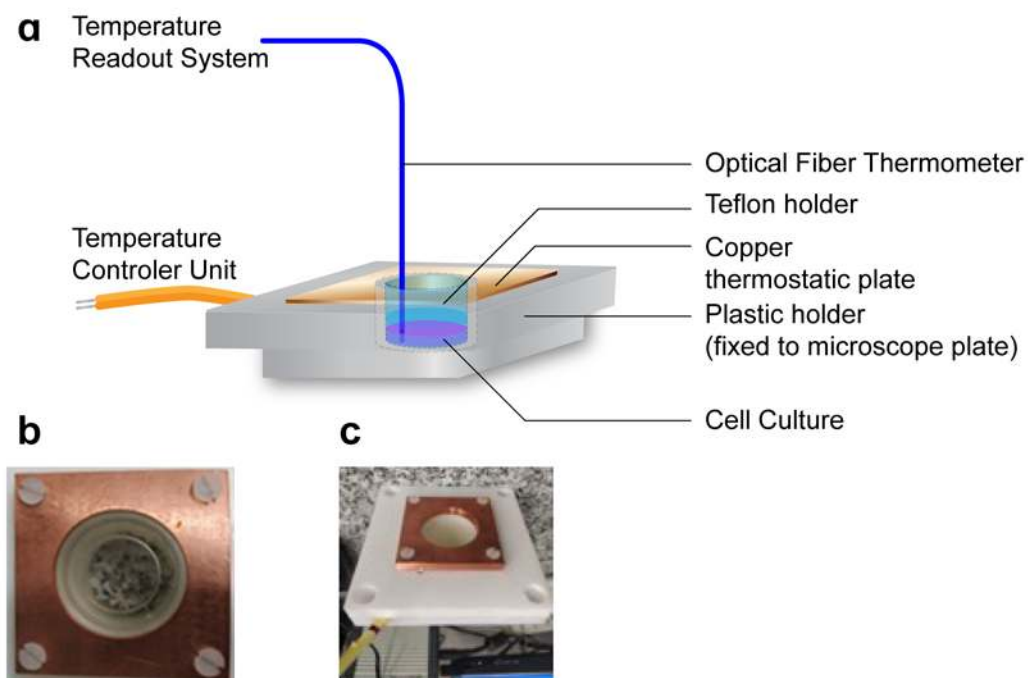 a
Temperature
Readout System
Optical Fiber Thermometer
Teflon holder
Temperature
Controler Unit
Copper
thermostatic plate
Plastic holder
(fixed to microscope plate)
Cell Culture
b
c